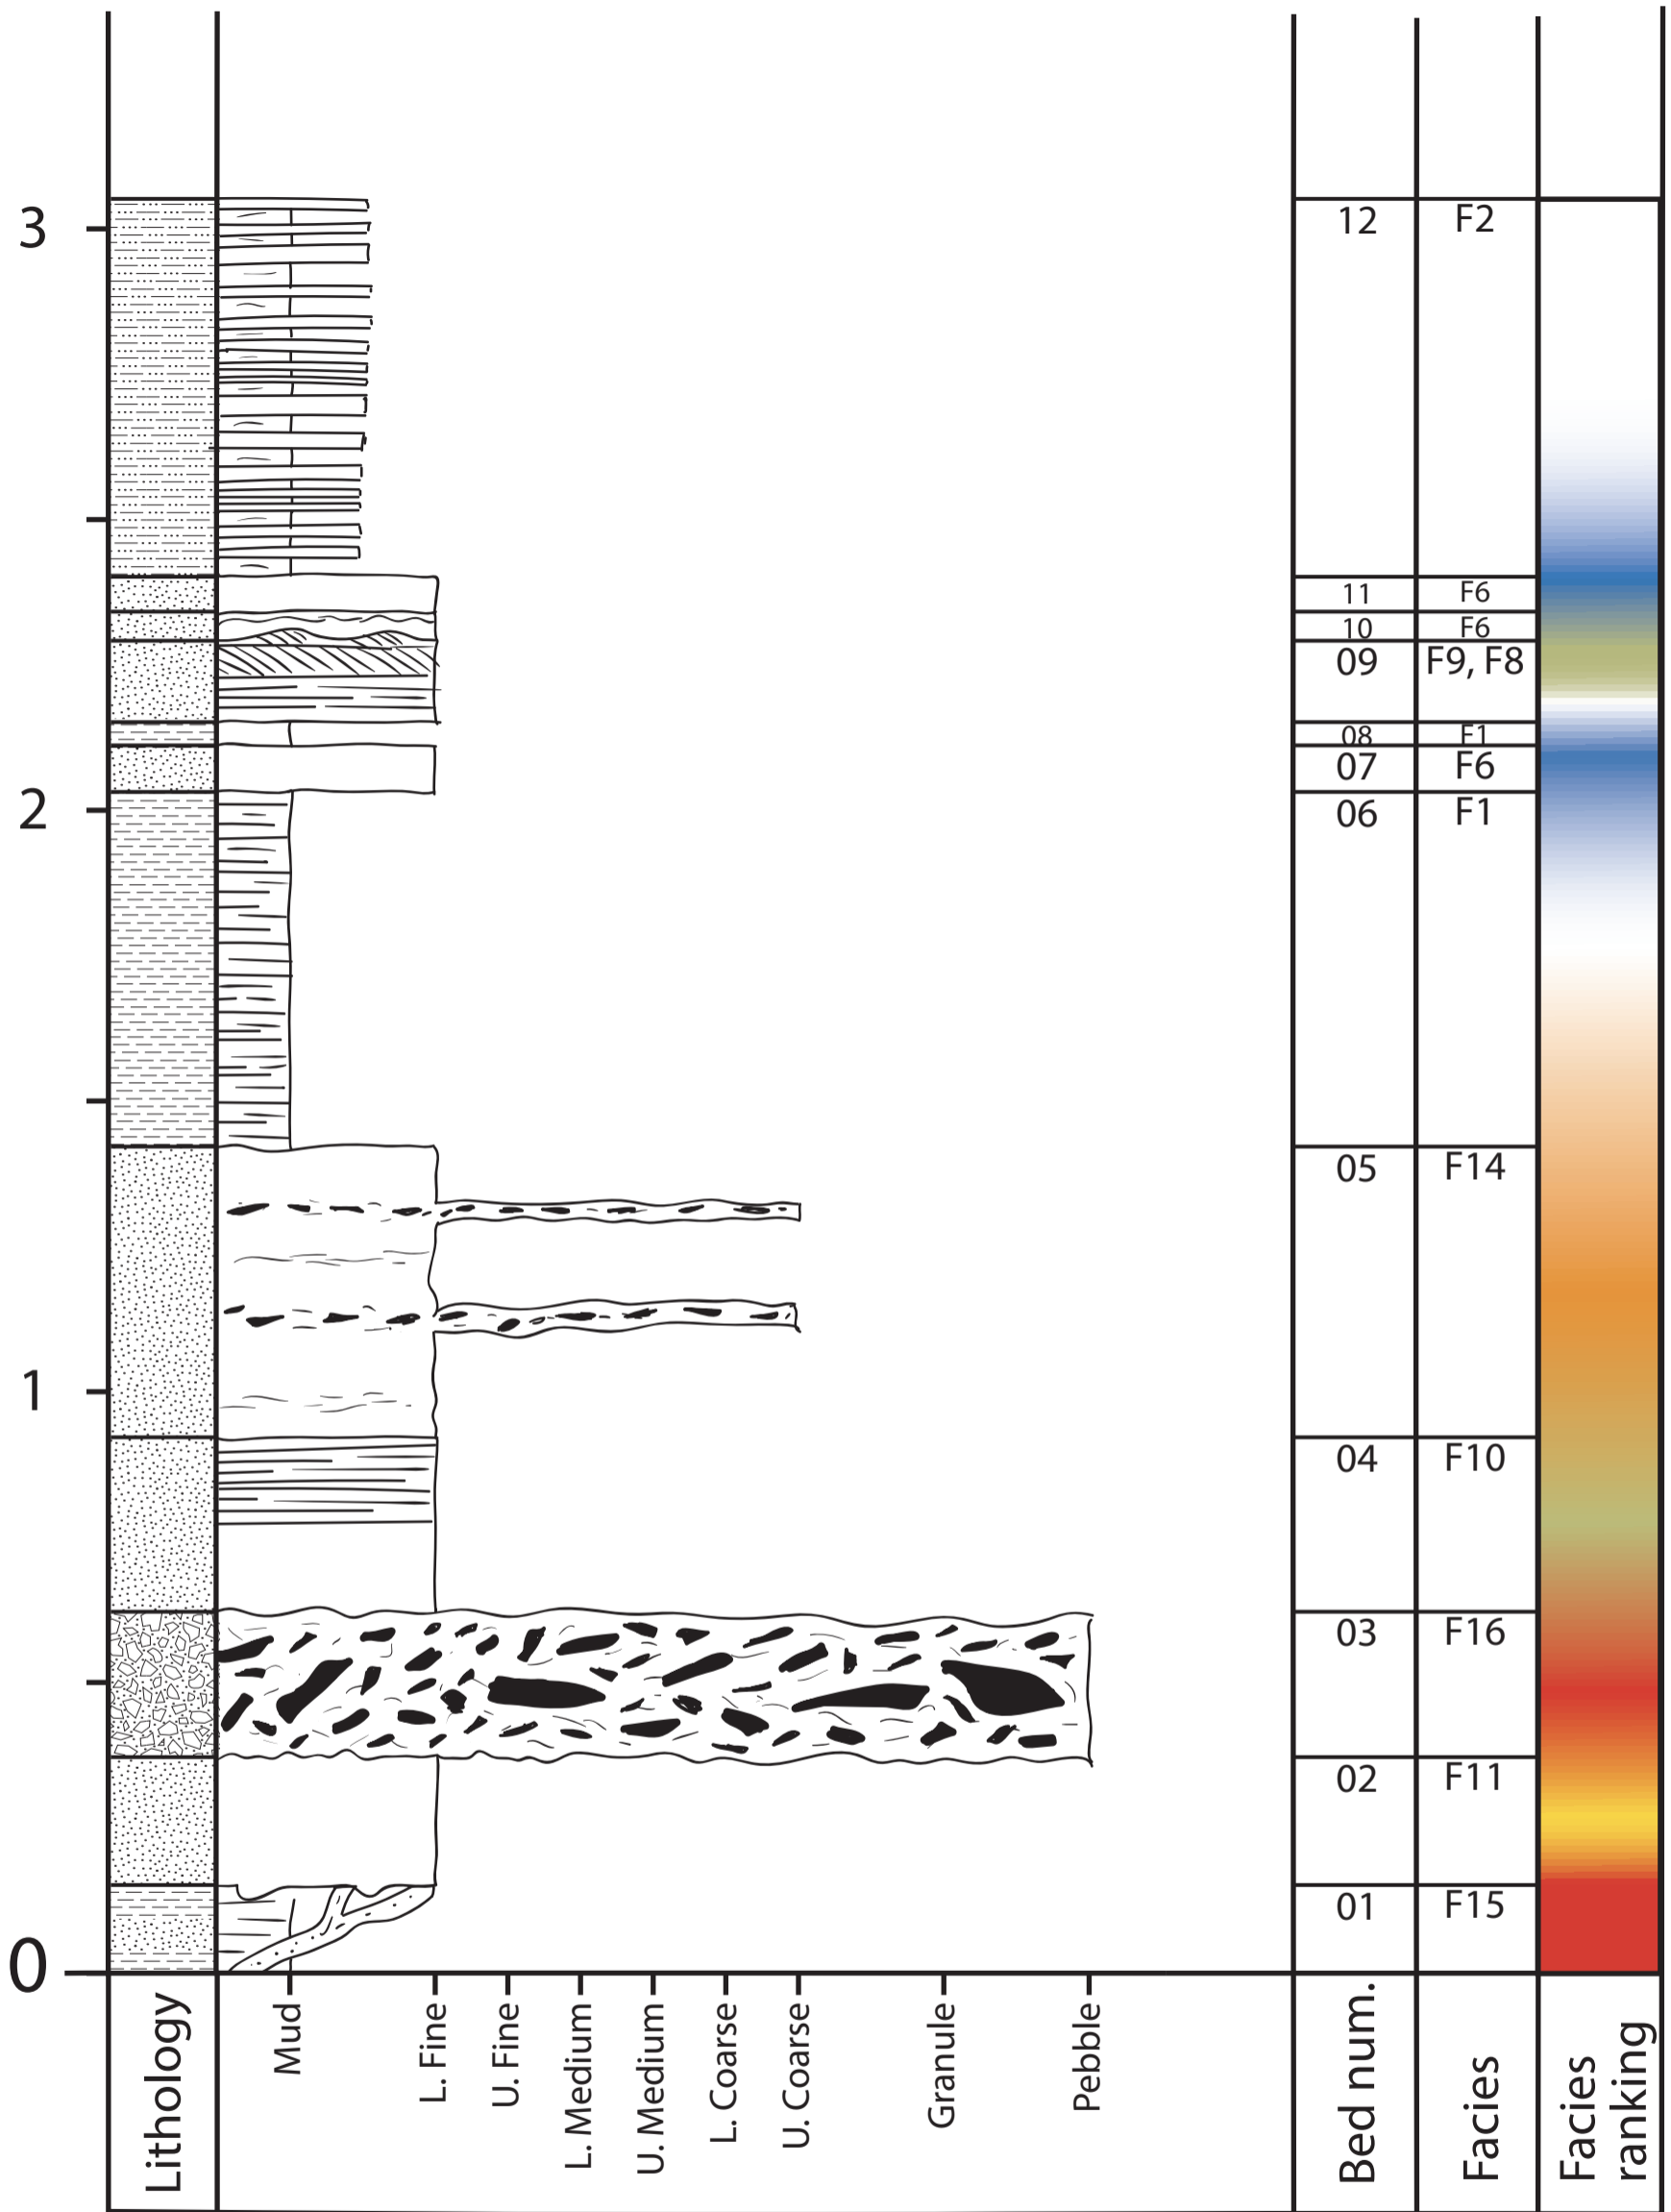 3
12 F2
11 F6
10 F6
09 F9, F8
08 F1
07 F6
2
06 F1
05 F14
1
04 F10
03 F16
02 F11
01 F15
0
Lithology
Mud
L. Fine
U. Fine
L. Medium
U. Medium
L. Coarse
U. Coarse
Granule
Pebble
Bed num.
Facies
Facies
ranking